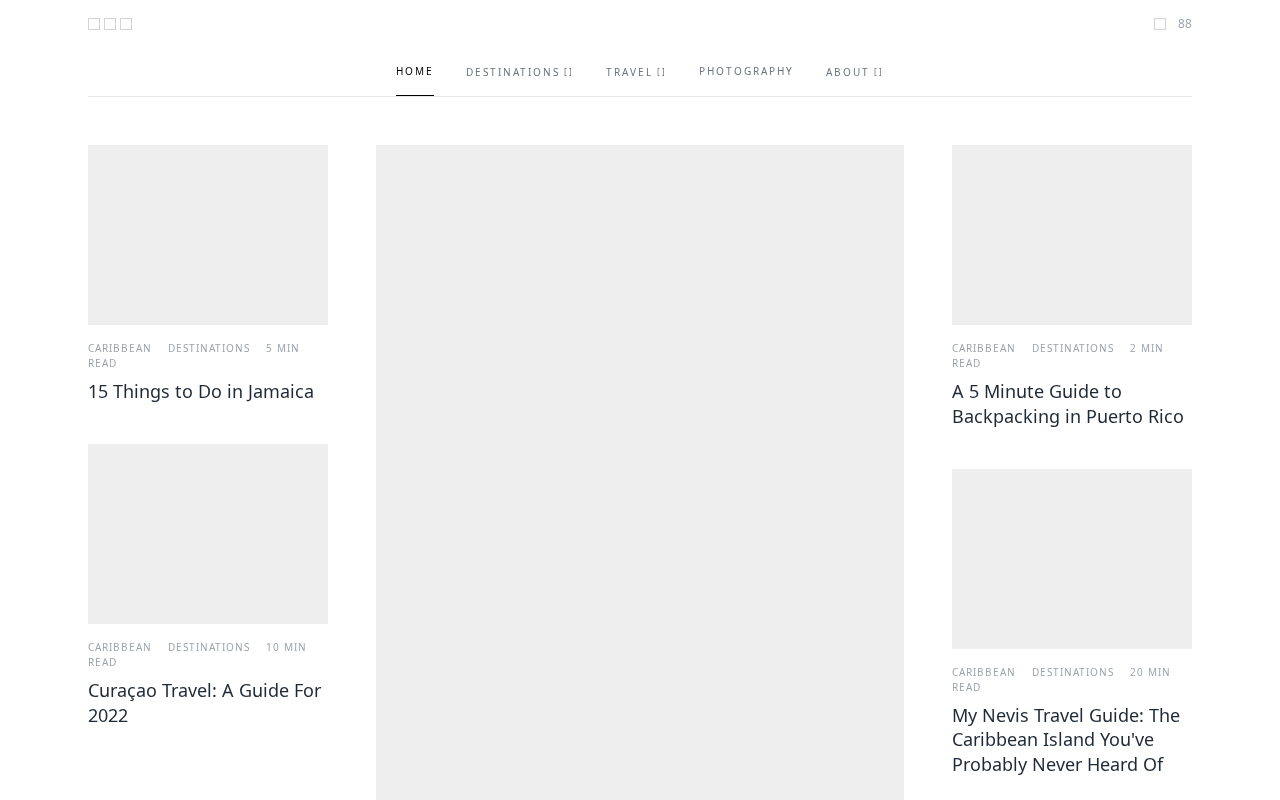 88
HOME DESTINATIONS TRAVEL PHOTOGRAPHY ABOUT
CARIBBEAN DESTINATIONS 5 MIN
READ
15 Things to Do in Jamaica
CARIBBEAN DESTINATIONS 10 MIN
READ
Curaçao Travel: A Guide For
2022
CARIBBEAN DESTINATIONS 2 MIN
READ
A 5 Minute Guide to
Backpacking in Puerto Rico
CARIBBEAN DESTINATIONS 20 MIN
READ
My Nevis Travel Guide: The
Caribbean Island You've
Probably Never Heard Of